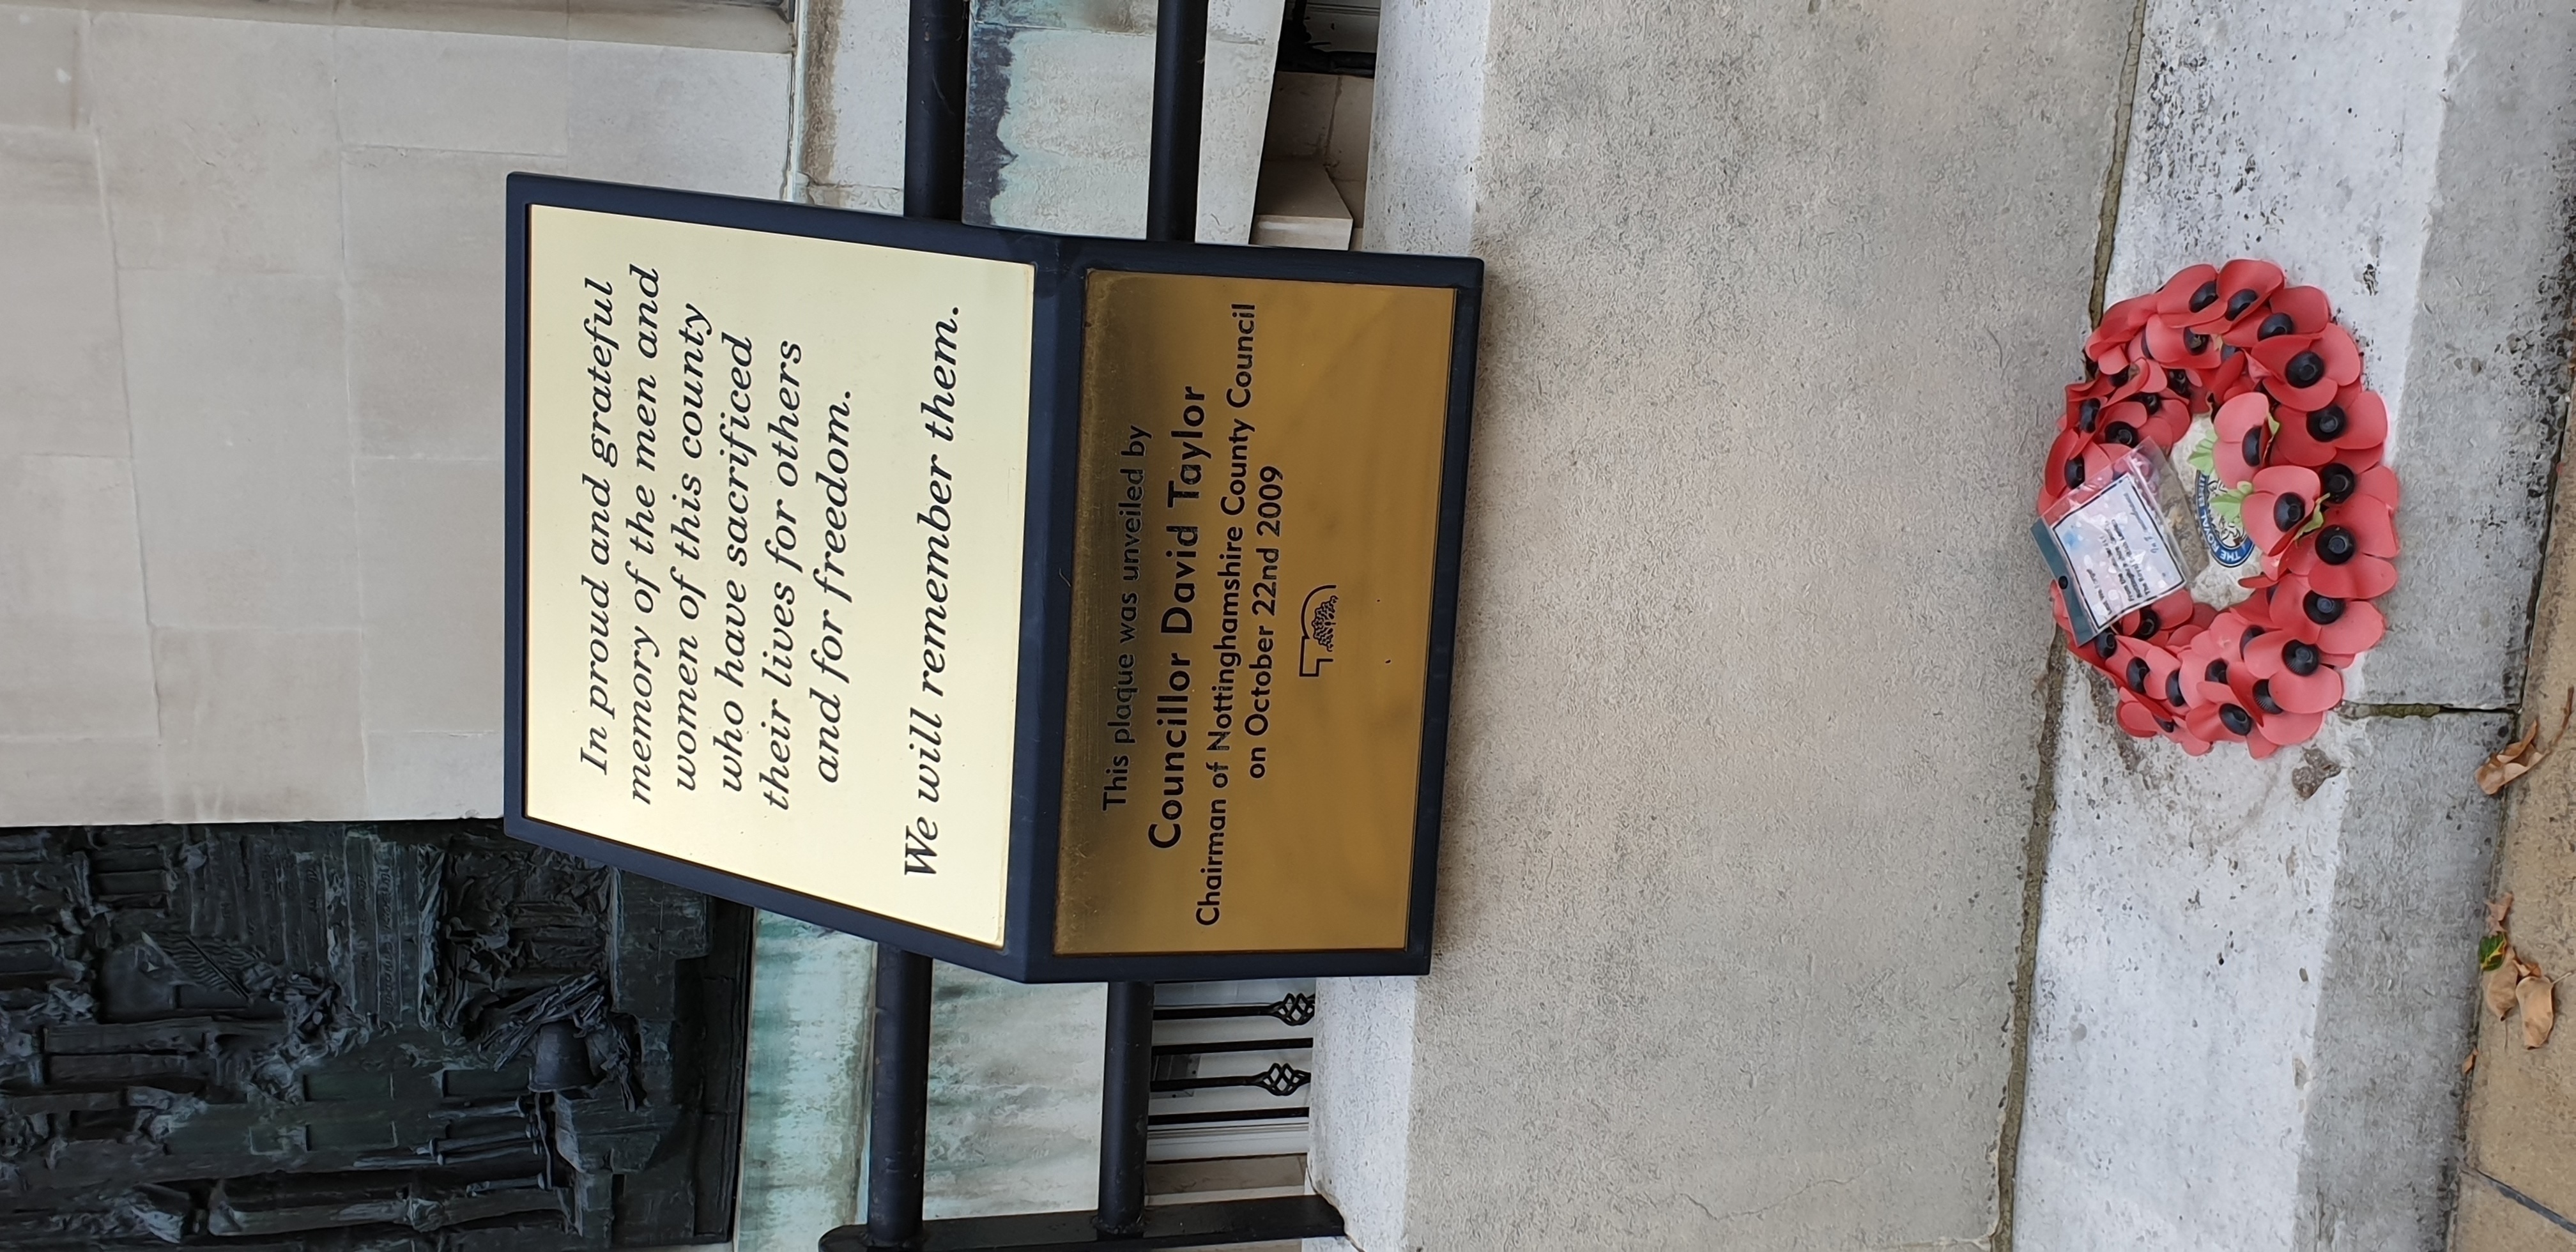 In proud and grateful
memory of the men and
women of this county
who have sacrificed
their lives for others
and for freedom.
We will remember them.
This plaque was unveiled by
Councillor David Taylor
Chairman of Nottinghamshire County Council
on October 22nd 2009
THE ROYAL